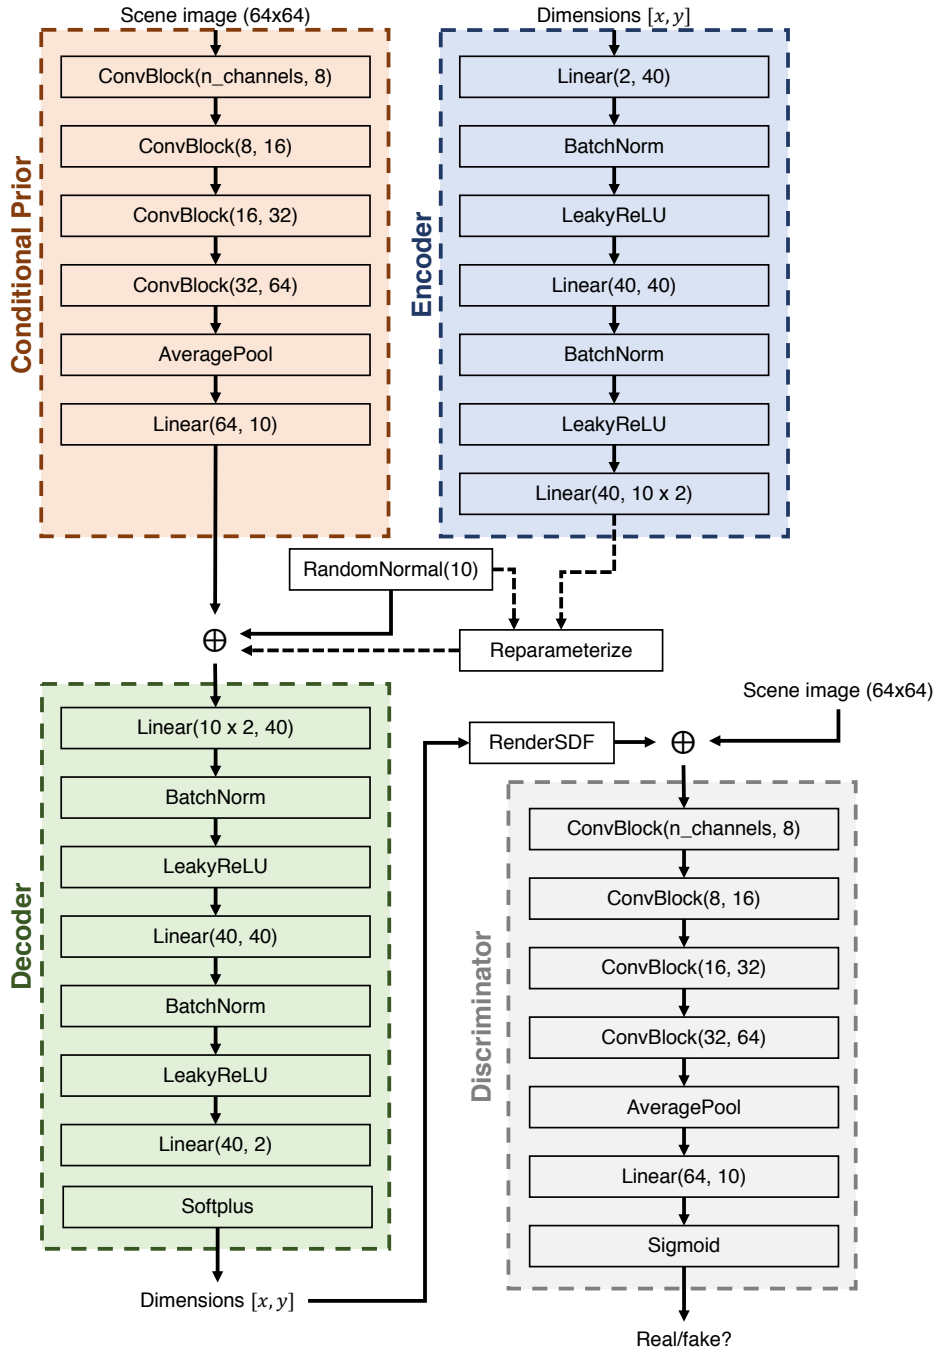 Scene image (64x64)
Conditional Prior
ConvBlock(n_channels, 8)
ConvBlock(8, 16)
ConvBlock(16, 32)
ConvBlock(32, 64)
AveragePool
Linear(64, 10)
Dimensions [x, y]
Encoder
Linear(2, 40)
BatchNorm
LeakyReLU
Linear(40, 40)
BatchNorm
LeakyReLU
Linear(40, 10 x 2)
RandomNormal(10)
Reparameterize
Decoder
Linear(10 x 2, 40)
BatchNorm
LeakyReLU
Linear(40, 40)
BatchNorm
LeakyReLU
Linear(40, 2)
Softplus
Dimensions [x, y]
RenderSDF
Scene image (64x64)
Discriminator
ConvBlock(n_channels, 8)
ConvBlock(8, 16)
ConvBlock(16, 32)
ConvBlock(32, 64)
AveragePool
Linear(64, 10)
Sigmoid
Real/fake?